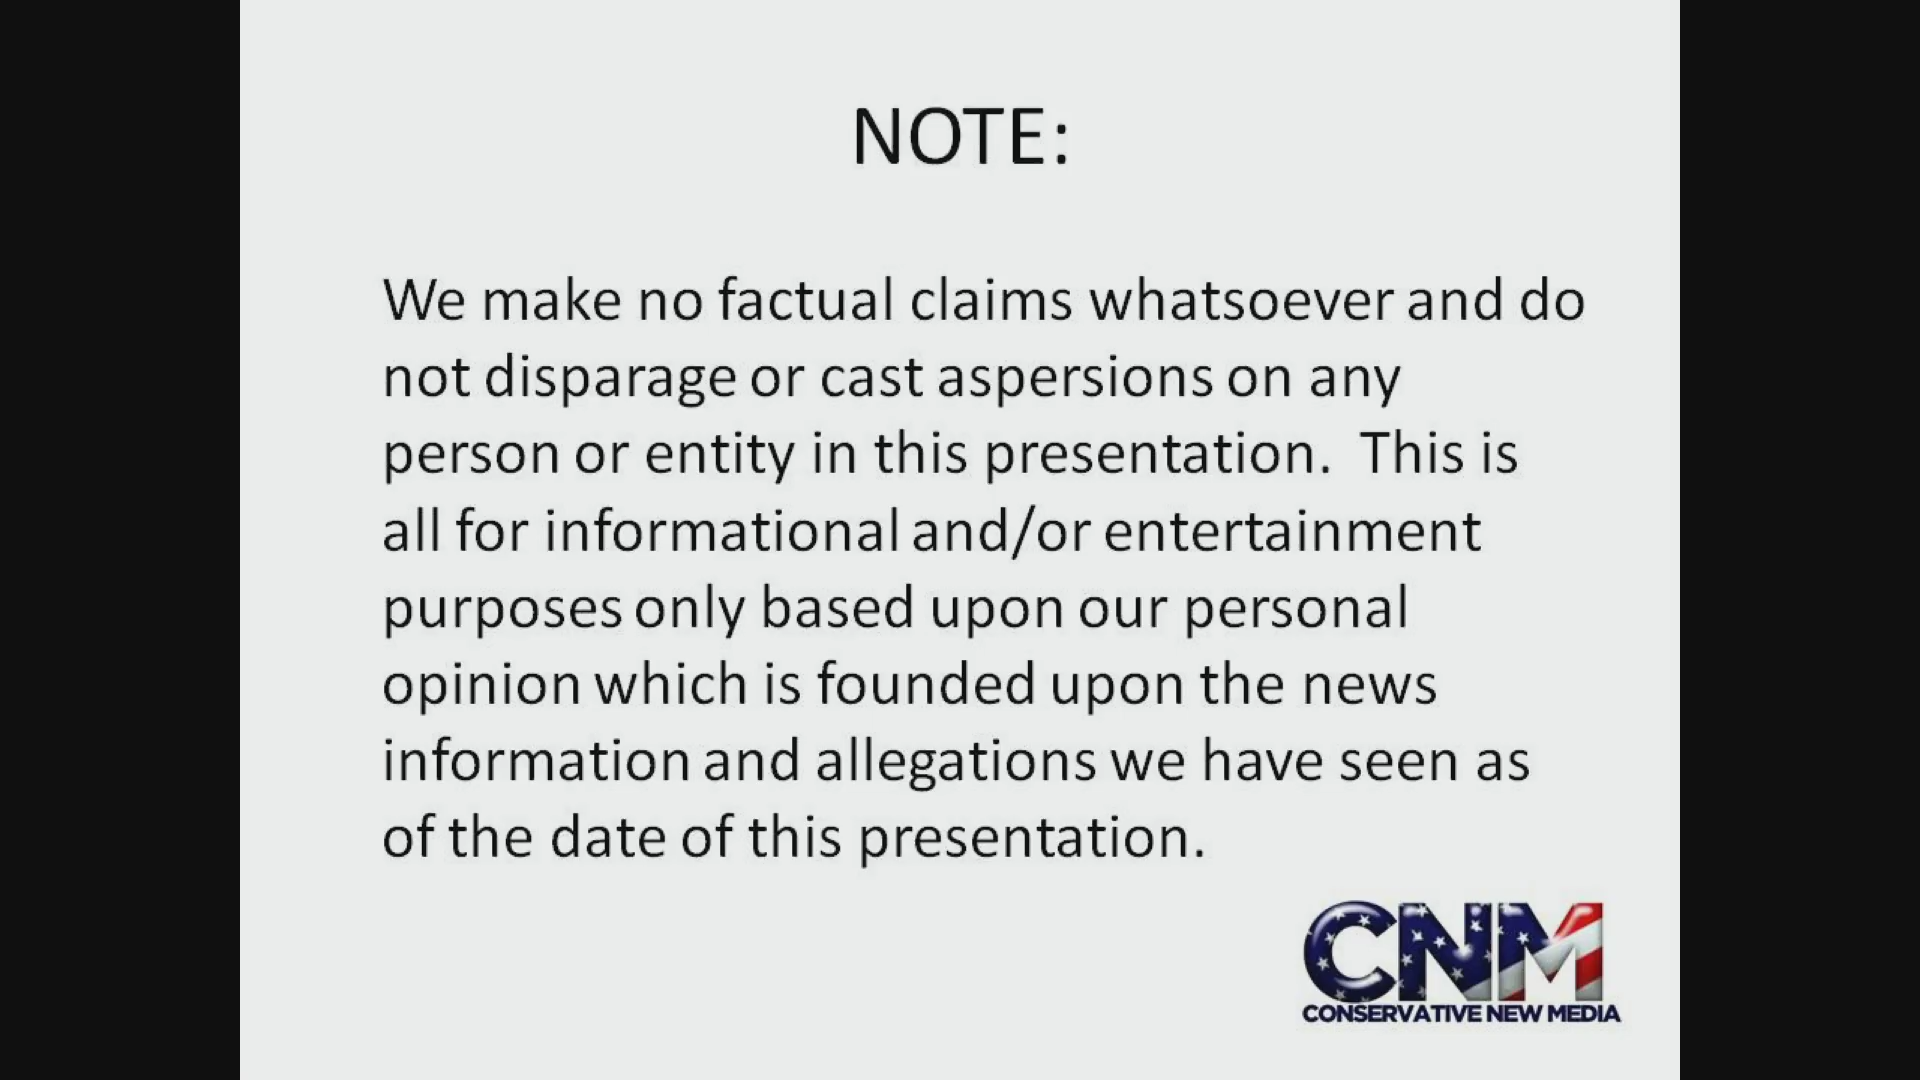 NOTE:
We make no factual claims whatsoever and do
not disparage or cast aspersions on any
person or entity in this presentation.  This is
all for informational and/or entertainment
purposes only based upon our personal
opinion which is founded upon the news
information and allegations we have seen as
of the date of this presentation.
CNM
CONSERVATIVE NEW MEDIA